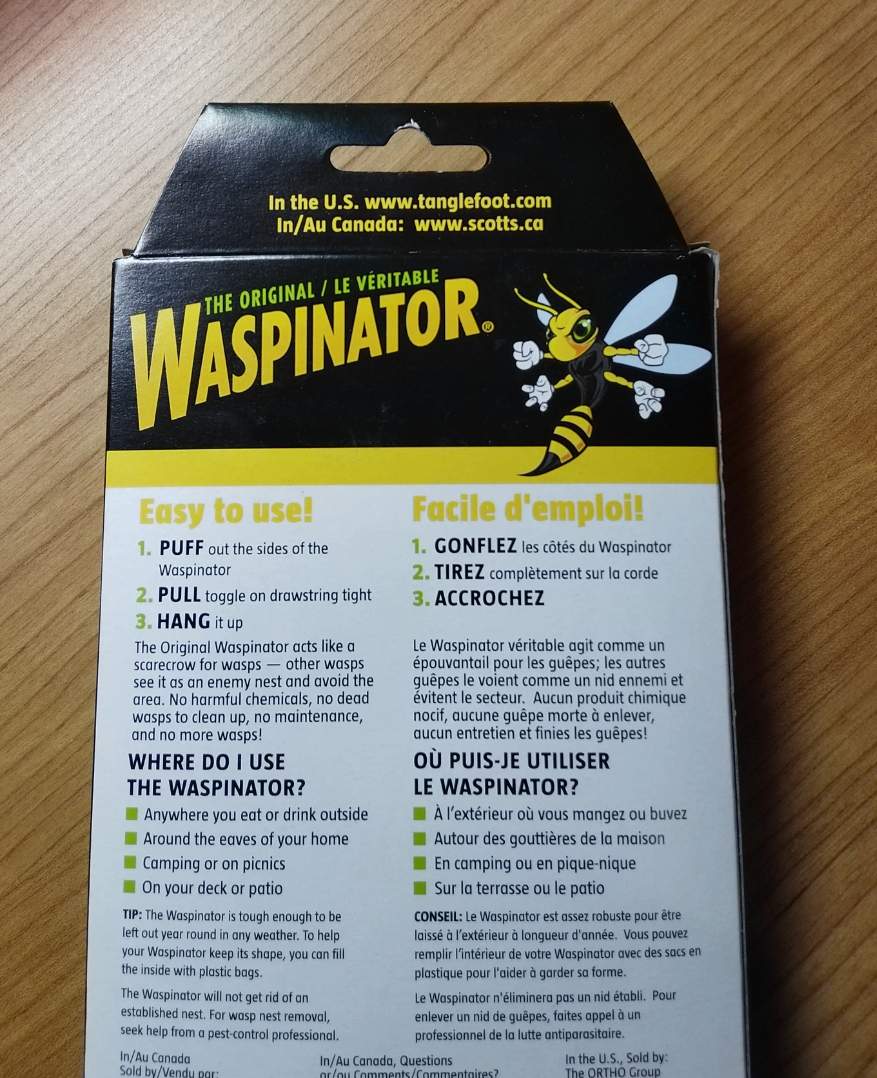 In the U.S. www.tanglefoot.com
In/Au Canada: www.scotts.ca
THE ORIGINAL / LE VÉRITABLE
WASPINATOR®
Easy to use!
1. PUFF out the sides of the
Waspinator
2. PULL toggle on drawstring tight
3. HANG it up
The Original Waspinator acts like a
scarecrow for wasps — other wasps
see it as an enemy nest and avoid the
area. No harmful chemicals, no dead
wasps to clean up, no maintenance,
and no more wasps!
WHERE DO I USE
THE WASPINATOR?
Anywhere you eat or drink outside
Around the eaves of your home
Camping or on picnics
On your deck or patio
TIP: The Waspinator is tough enough to be
left out year round in any weather. To help
your Waspinator keep its shape, you can fill
the inside with plastic bags.
The Waspinator will not get rid of an
established nest. For wasp nest removal,
seek help from a pest-control professional.
Facile d'emploi!
1. GONFLEZ les côtés du Waspinator
2. TIREZ complètement sur la corde
3. ACCROCHEZ
Le Waspinator véritable agit comme un
épouvantail pour les guêpes; les autres
guêpes le voient comme un nid ennemi et
évitent le secteur. Aucun produit chimique
nocif, aucune guêpe morte à enlever,
aucun entretien et finies les guêpes!
OÙ PUIS-JE UTILISER
LE WASPINATOR?
À l'extérieur où vous mangez ou buvez
Autour des gouttières de la maison
En camping ou en pique-nique
Sur la terrasse ou le patio
CONSEIL: Le Waspinator est assez robuste pour être
laissé à l'extérieur à longueur d'année. Vous pouvez
remplir l'intérieur de votre Waspinator avec des sacs en
plastique pour l'aider à garder sa forme.
Le Waspinator n'éliminera pas un nid établi. Pour
enlever un nid de guêpes, faites appel à un
professionnel de la lutte antiparasitaire.
In/Au Canada
Sold by/Vendu par:
In/Au Canada, Questions
or/ou Comments/Commentaires?
In the U.S., Sold by:
The ORTHO Group